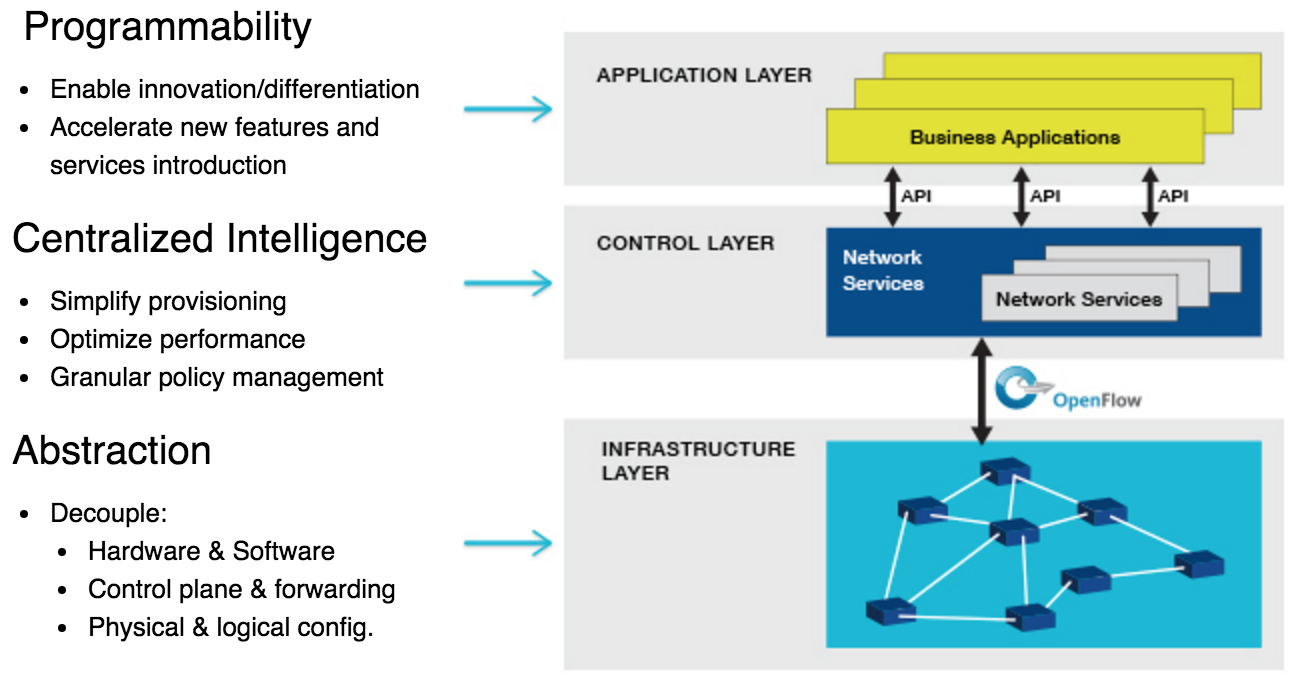 Programmability
• Enable innovation/differentiation
• Accelerate new features and
services introduction
Centralized Intelligence
• Simplify provisioning
• Optimize performance
• Granular policy management
Abstraction
• Decouple:
• Hardware & Software
• Control plane & forwarding
• Physical & logical config.
APPLICATION LAYER
Business Applications
API
API
API
CONTROL LAYER
Network
Services
Network Services
OpenFlow
INFRASTRUCTURE
LAYER